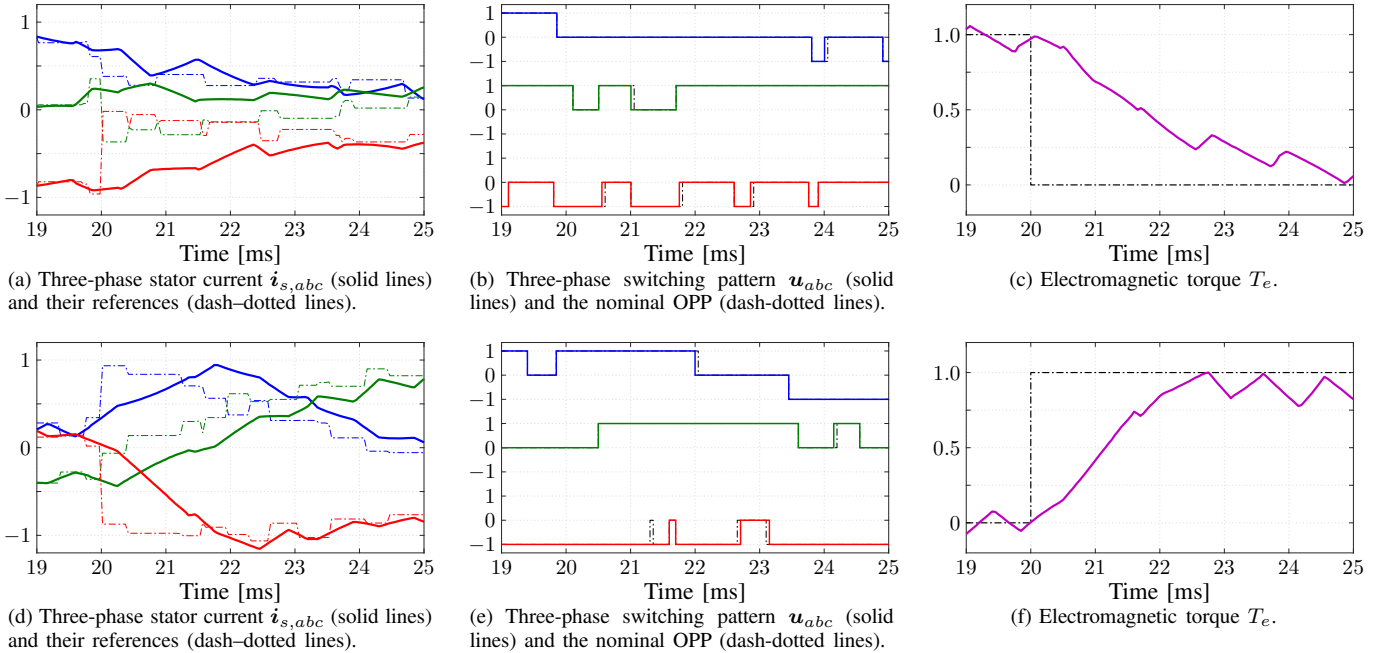 1
0
−1
19 20 21 22 23 24 25
Time [ms]
(a) Three-phase stator current i_{s,abc} (solid lines)
and their references (dash–dotted lines).
1
0
1
0
−1
1
0
−1
1
0
−1
19 20 21 22 23 24 25
Time [ms]
(b) Three-phase switching pattern u_{abc} (solid
lines) and the nominal OPP (dash-dotted lines).
1.0
0.5
0
19 20 21 22 23 24 25
Time [ms]
(c) Electromagnetic torque T_e.
1
0
−1
19 20 21 22 23 24 25
Time [ms]
(d) Three-phase stator current i_{s,abc} (solid lines)
and their references (dash–dotted lines).
1
0
−1
1
0
−1
1
0
−1
19 20 21 22 23 24 25
Time [ms]
(e) Three-phase switching pattern u_{abc} (solid
lines) and the nominal OPP (dash-dotted lines).
1.0
0.5
0
19 20 21 22 23 24 25
Time [ms]
(f) Electromagnetic torque T_e.